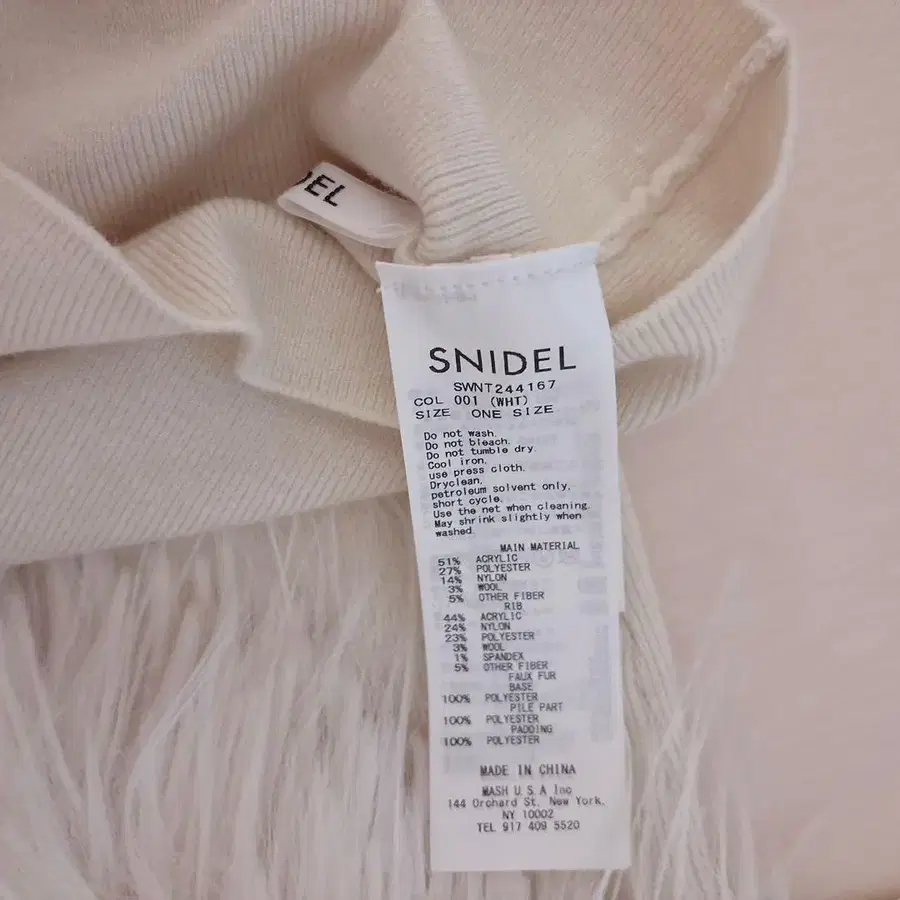 DEL
SNIDEL
SWNT244167
COL 001 (WHT)
SIZE ONE SIZE
Do not wash.
Do not bleach.
Do not tumble dry.
Cool iron.
use press cloth.
Dryclean.
petroleum solvent only.
short cycle.
Use the net when cleaning.
May shrink slightly when
washed.
MAIN MATERIAL
51% ACRYLIC
27% POLYESTER
14% NYLON
3% WOOL
5% OTHER FIBER
RIB
44% ACRYLIC
24% NYLON
23% POLYESTER
3% WOOL
1% SPANDEX
5% OTHER FIBER
FAUX FUR
BASE
100% POLYESTER
PILE PART
100% POLYESTER
PADDING
100% POLYESTER
MADE IN CHINA
MASH U.S.A Inc
144 Orchard St. New York,
NY 10002
TEL 917 409 5520